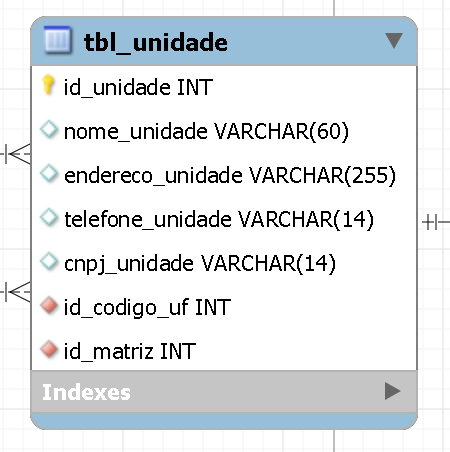 tbl_unidade
id_unidade INT
nome_unidade VARCHAR(60)
endereco_unidade VARCHAR(255)
telefone_unidade VARCHAR(14)
cnpj_unidade VARCHAR(14)
id_codigo_uf INT
id_matriz INT
Indexes